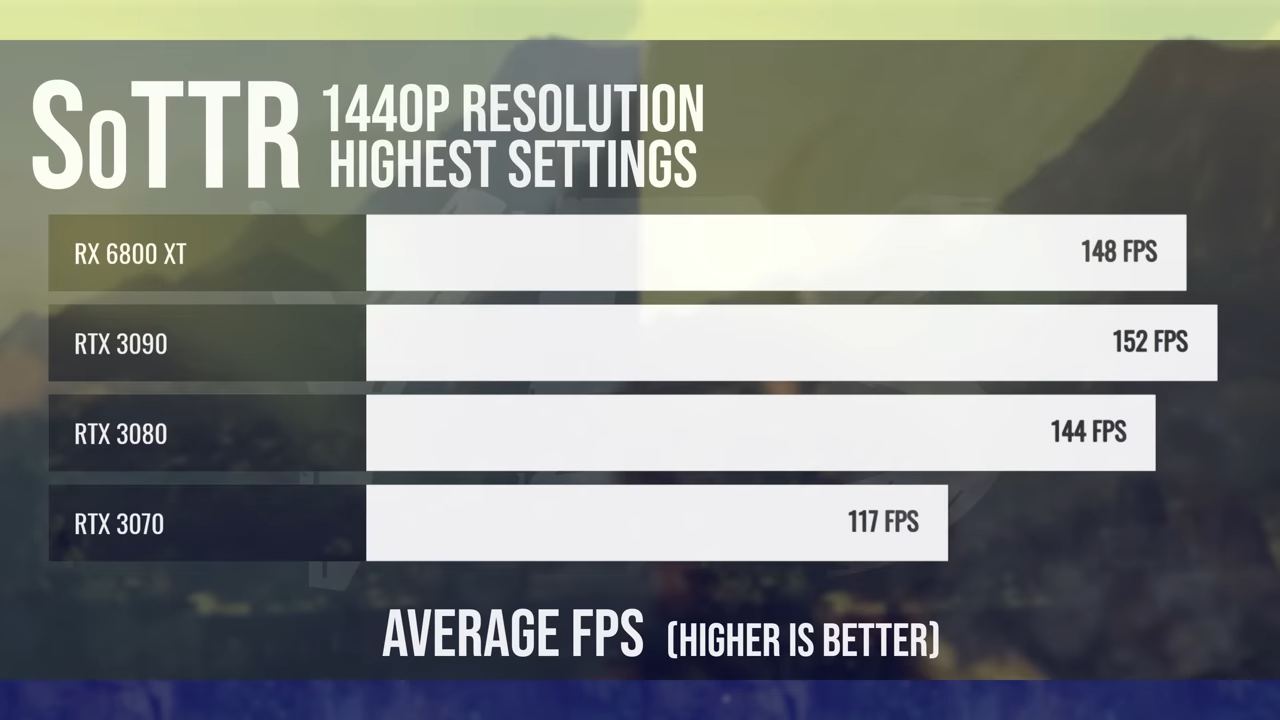 SoTTR
1440P RESOLUTION
HIGHEST SETTINGS
RX 6800 XT
148 FPS
RTX 3090
152 FPS
RTX 3080
144 FPS
RTX 3070
117 FPS
AVERAGE FPS (HIGHER IS BETTER)